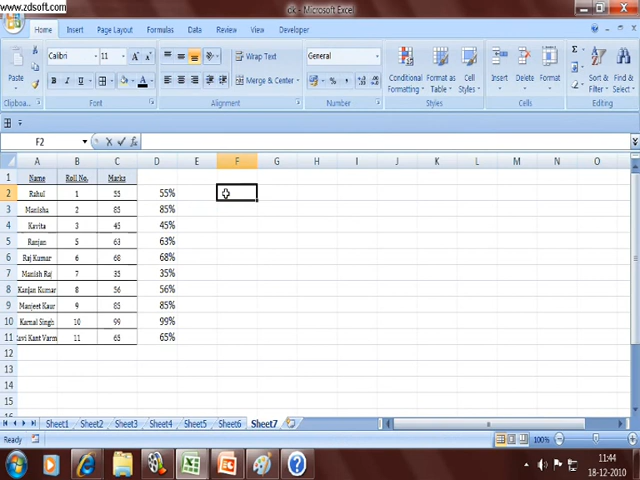 www.zdsoft.com
ck - Microsoft Excel
Home Insert Page Layout Formulas Data Review View Developer
Calibri 11 Wrap Text General
Paste B I U Merge & Center Conditional Formatting Format as Table Cell Styles Insert Delete Format Sort & Filter Find & Select
Clipboard Font Alignment Number Styles Cells Editing
F2 fx
A B C D E F G H I J K L M N O
1 Name Roll No. Marks
2 Rahul 1 55 55%
3 Manisha 2 85 85%
4 Kavita 3 45 45%
5 Ranjan 5 63 63%
6 Raj Kumar 6 68 68%
7 Manish Raj 7 35 35%
8 Kanjan Kumar 8 56 56%
9 Manjeet Kaur 9 85 85%
10 Kamal Singh 10 99 99%
11 Ravi Kant Varm 11 65 65%
12
13
14
15
Sheet1 Sheet2 Sheet3 Sheet4 Sheet5 Sheet6 Sheet7
Ready 100%
11:44
18-12-2010